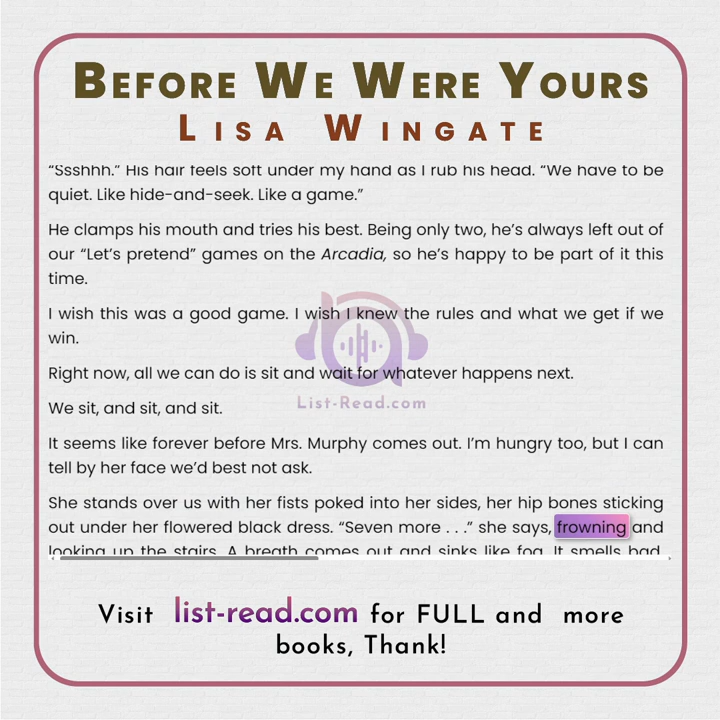 BEFORE WE WERE YOURS
LISA WINGATE
“Ssshhh.” His hair feels soft under my hand as I rub his head. “We have to be
quiet. Like hide-and-seek. Like a game.”
He clamps his mouth and tries his best. Being only two, he’s always left out of
our “Let’s pretend” games on the Arcadia, so he’s happy to be part of it this
time.
I wish this was a good game. I wish I knew the rules and what we get if we
win.
Right now, all we can do is sit and wait for whatever happens next.
List-Read.com
We sit, and sit, and sit.
It seems like forever before Mrs. Murphy comes out. I’m hungry too, but I can
tell by her face we’d best not ask.
She stands over us with her fists poked into her sides, her hip bones sticking
out under her flowered black dress. “Seven more . . .” she says, frowning and
looking up the stairs. A breath comes out and sinks like fog. It smells bad.
Visit list-read.com for FULL and more
books, Thank!